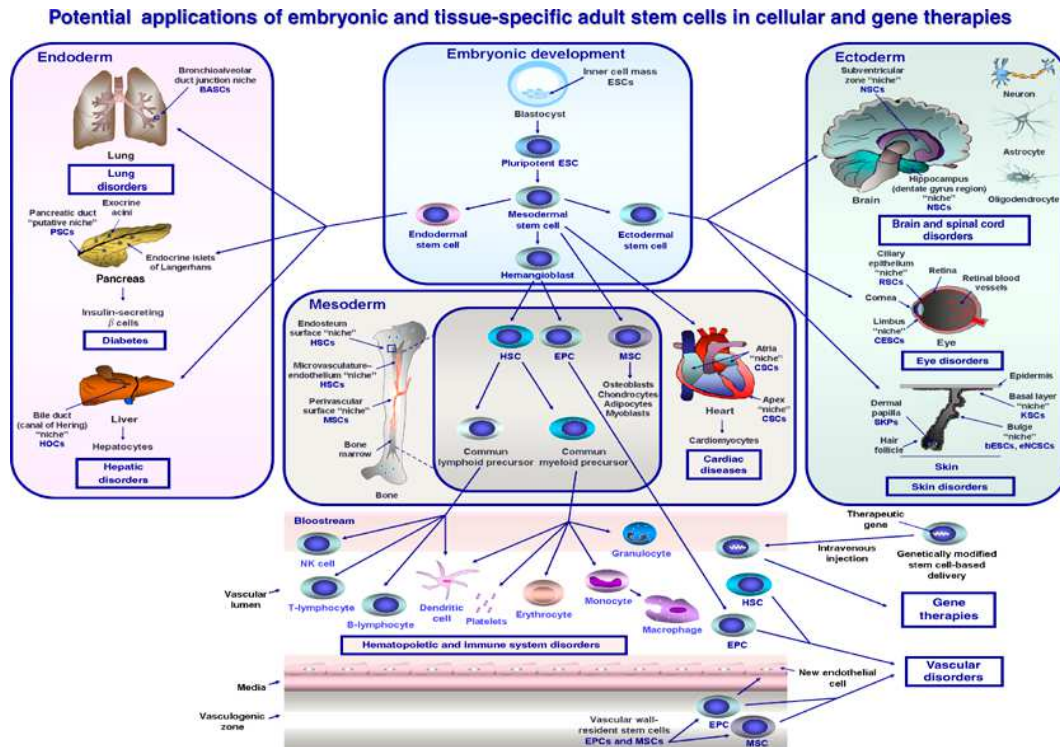 Potential applications of embryonic and tissue-specific adult stem cells in cellular and gene therapies
Endoderm
Bronchioalveolar
duct junction niche
BASCs
Lung
Lung
disorders
Exocrine
acini
Pancreatic duct
"putative niche"
PSCs
Endocrine islets
of Langerhans
Pancreas
Insulin-secreting
β cells
Diabetes
Bile duct
(canal of Hering)
"niche"
HOCs
Liver
Hepatocytes
Hepatic
disorders
Embryonic development
Inner cell mass
ESCs
Blastocyst
Pluripotent ESC
Endodermal
stem cell
Mesodermal
stem cell
Ectodermal
stem cell
Hemangioblast
Mesoderm
Endosteum
surface "niche"
HSCs
Microvasculature-
endothelium "niche"
HSCs
Perivascular
surface "niche"
MSCs
Bone
marrow
Bone
HSC
EPC
MSC
Osteoblasts
Chondrocytes
Adipocytes
Myoblasts
Commun
lymphoid precursor
Commun
myeloid precursor
Atria
"niche"
CSCs
Apex
"niche"
CSCs
Heart
Cardiomyocytes
Cardiac
diseases
Ectoderm
Subventricular
zone "niche"
NSCs
Neuron
Astrocyte
Oligodendrocyte
Hippocampus
(dentate gyrus region)
"niche"
NSCs
Brain
Brain and spinal cord
disorders
Ciliary
epithelium
"niche"
RSCs
Retina
Retinal blood
vessels
Cornea
Limbus
"niche"
CESCs
Eye
Eye disorders
Epidermis
Basal layer
"niche"
KSCs
Dermal
papilla
SKPs
Bulge
"niche"
bESCs, eNCSCs
Hair
follicle
Skin
Skin disorders
Bloostream
NK cell
Vascular
lumen
T-lymphocyte
B-lymphocyte
Dendritic
cell
Platelets
Erythrocyte
Granulocyte
Monocyte
Macrophage
Hematopoietic and immune system disorders
Therapeutic
gene
Intravenous
injection
Genetically modified
stem cell-based
delivery
HSC
EPC
Gene
therapies
Vascular
disorders
New endothelial
cell
Media
Vasculogenic
zone
Vascular wall-
resident stem cells
EPCs and MSCs
EPC
MSC